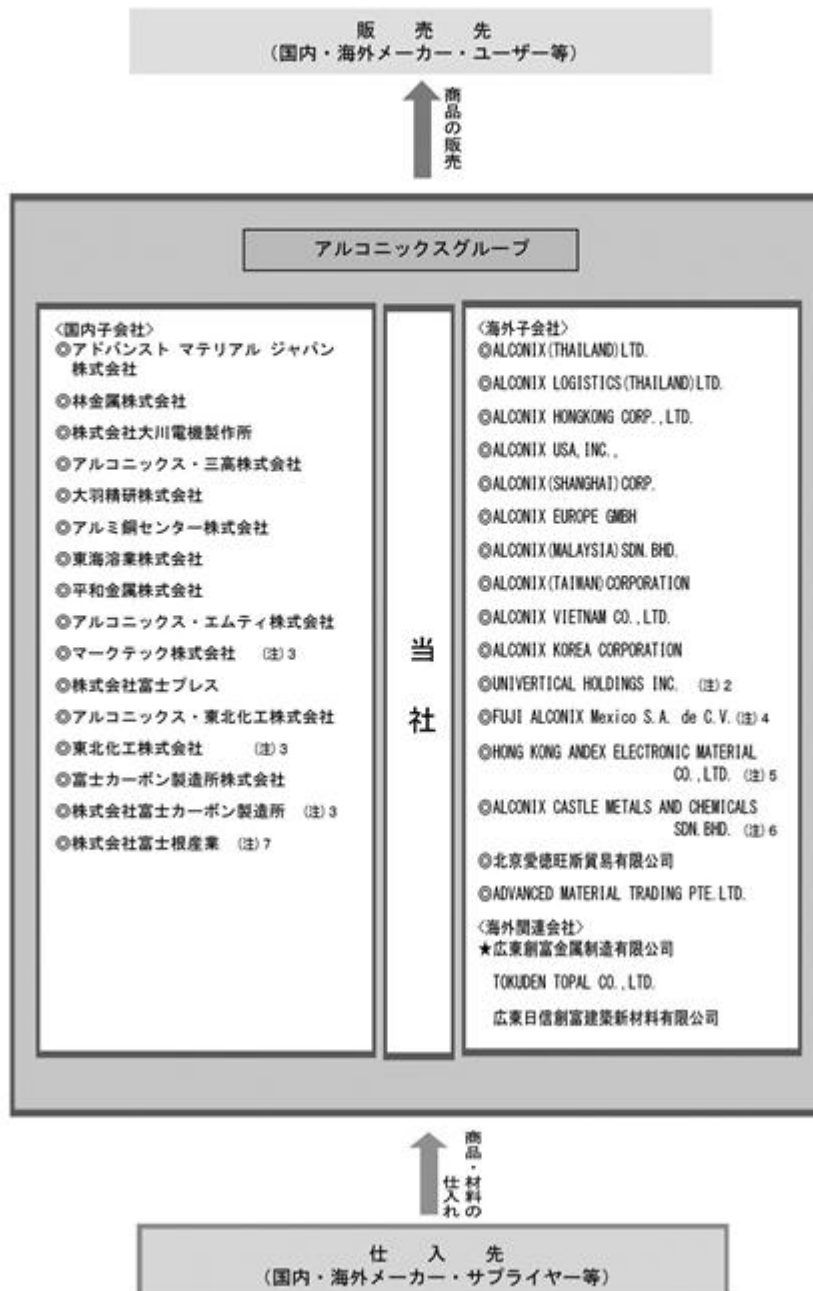 販 売 先
(国内・海外メーカー・ユーザー等)
商品の販売
アルコニックスグループ
〈国内子会社〉
◎アドバンスト マテリアル ジャパン
株式会社
◎林金属株式会社
◎株式会社大川電機製作所
◎アルコニックス・三高株式会社
◎大羽精研株式会社
◎アルミ銅センター株式会社
◎東海溶業株式会社
◎平和金属株式会社
◎アルコニックス・エムティ株式会社
◎マークテック株式会社 (注)3
◎株式会社富士プレス
◎アルコニックス・東北化工株式会社
◎東北化工株式会社 (注)3
◎富士カーボン製造所株式会社
◎株式会社富士カーボン製造所 (注)3
◎株式会社富士根産業 (注)7
当
社
〈海外子会社〉
◎ALCONIX(THAILAND)LTD.
◎ALCONIX LOGISTICS(THAILAND)LTD.
◎ALCONIX HONGKONG CORP.,LTD.
◎ALCONIX USA,INC.,
◎ALCONIX(SHANGHAI)CORP.
◎ALCONIX EUROPE GMBH
◎ALCONIX(MALAYSIA)SDN.BHD.
◎ALCONIX(TAIWAN)CORPORATION
◎ALCONIX VIETNAM CO.,LTD.
◎ALCONIX KOREA CORPORATION
◎UNIVERTICAL HOLDINGS INC. (注)2
◎FUJI ALCONIX Mexico S.A. de C.V.(注)4
◎HONG KONG ANDEX ELECTRONIC MATERIAL
CO.,LTD. (注)5
◎ALCONIX CASTLE METALS AND CHEMICALS
SDN.BHD. (注)6
◎北京愛徳旺斯貿易有限公司
◎ADVANCED MATERIAL TRADING PTE.LTD.
〈海外関連会社〉
★広東創富金属制造有限公司
TOKUDEN TOPAL CO.,LTD.
広東日信創富建築新材料有限公司
商品・材料の
仕入れ
仕 入 先
(国内・海外メーカー・サプライヤー等)